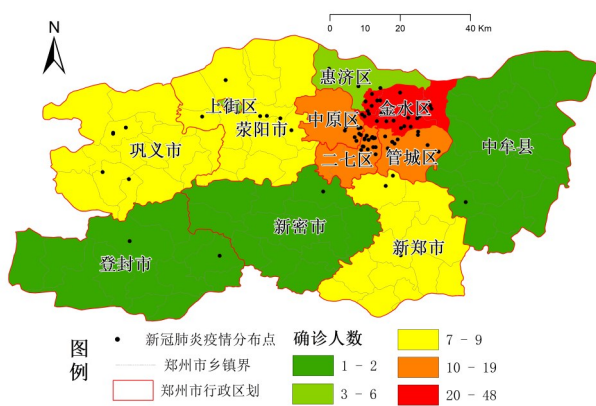 N
0 10 20 40 Km
惠济区
上街区
中原区
金水区
荥阳市
巩义市
二七区
管城区
中牟县
新密市
新郑市
登封市
图例
新冠肺炎疫情分布点
郑州市乡镇界
郑州市行政区划
确诊人数
1 - 2
3 - 6
7 - 9
10 - 19
20 - 48